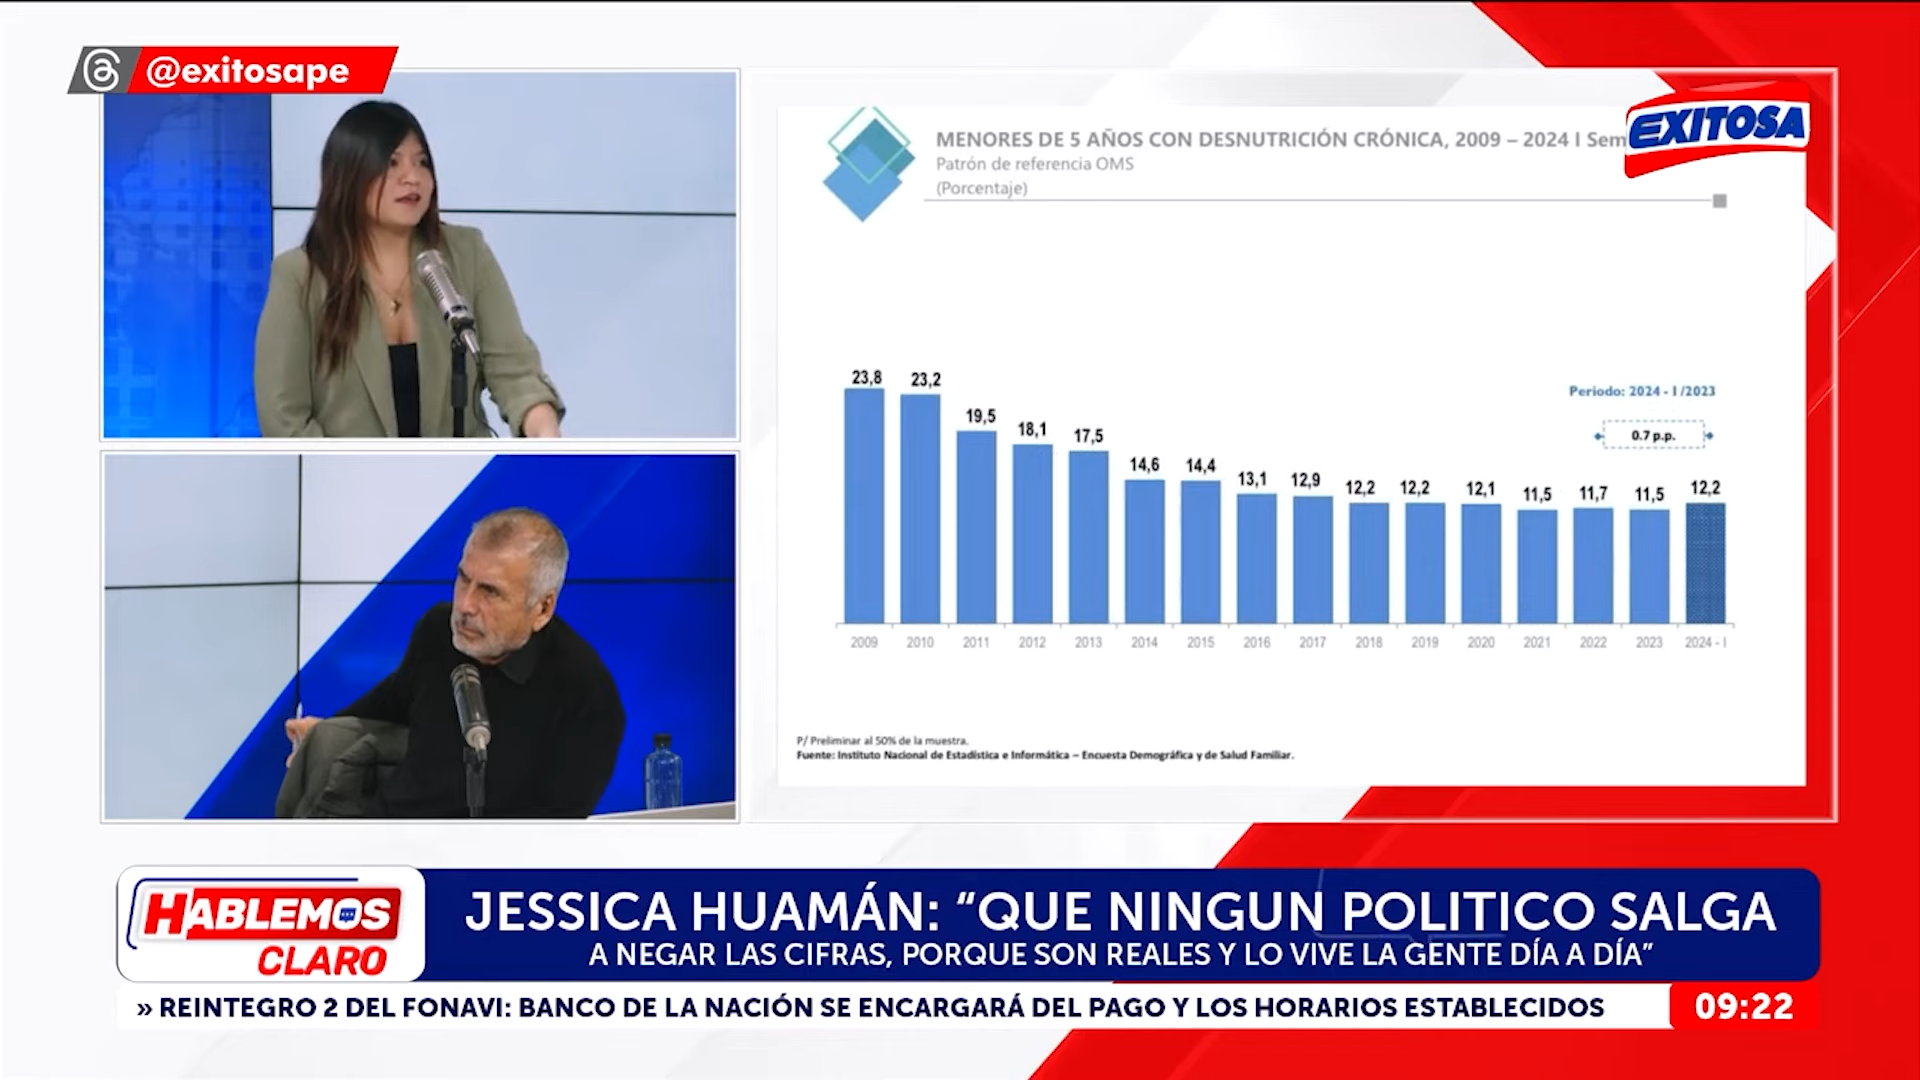 @exitosape
EXITOSA
MENORES DE 5 AÑOS CON DESNUTRICIÓN CRÓNICA, 2009 – 2024 I Sem
Patrón de referencia OMS
(Porcentaje)
Periodo: 2024 - I /2023
0.7 p.p.
23,8 23,2 19,5 18,1 17,5 14,6 14,4 13,1 12,9 12,2 12,2 12,1 11,5 11,7 11,5 12,2
2009 2010 2011 2012 2013 2014 2015 2016 2017 2018 2019 2020 2021 2022 2023 2024 - I
P/ Preliminar al 50% de la muestra.
Fuente: Instituto Nacional de Estadística e Informática – Encuesta Demográfica y de Salud Familiar.
HABLEMOS
CLARO
JESSICA HUAMÁN: “QUE NINGUN POLITICO SALGA
A NEGAR LAS CIFRAS, PORQUE SON REALES Y LO VIVE LA GENTE DÍA A DÍA”
» REINTEGRO 2 DEL FONAVI: BANCO DE LA NACIÓN SE ENCARGARÁ DEL PAGO Y LOS HORARIOS ESTABLECIDOS
09:22